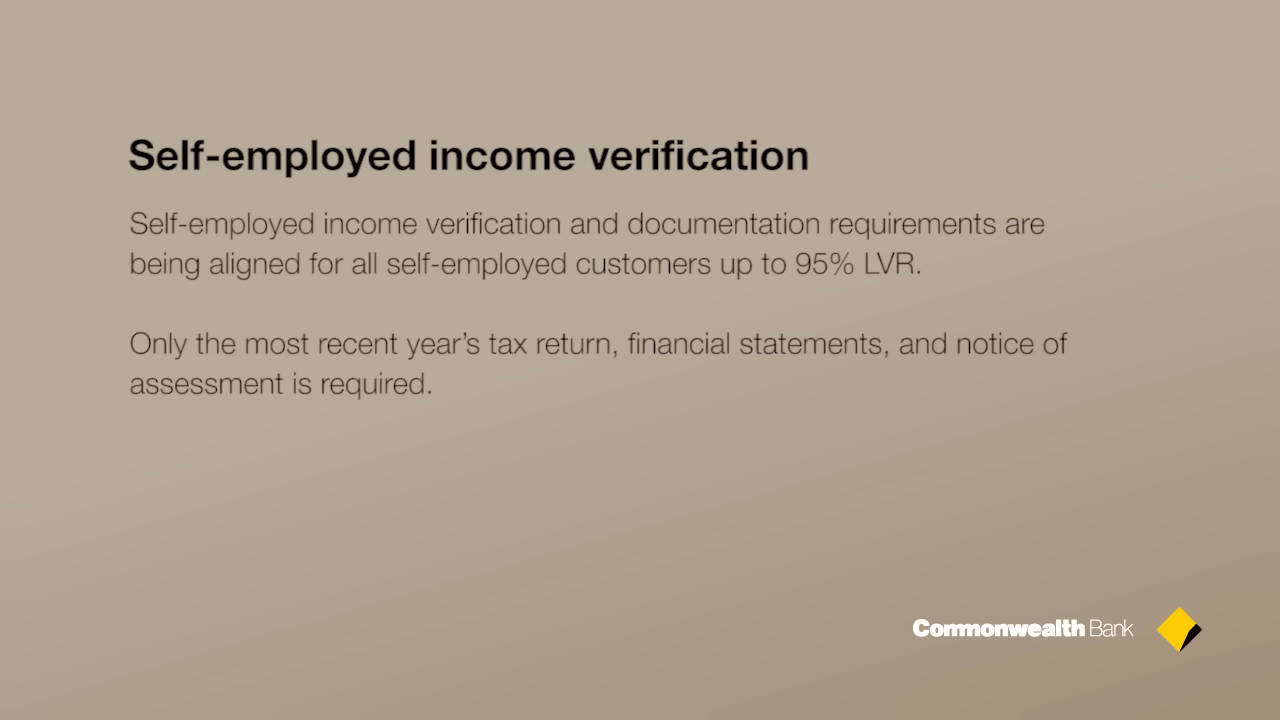 Self-employed income verification
Self-employed income verification and documentation requirements are
being aligned for all self-employed customers up to 95% LVR.
Only the most recent year’s tax return, financial statements, and notice of
assessment is required.
Commonwealth Bank